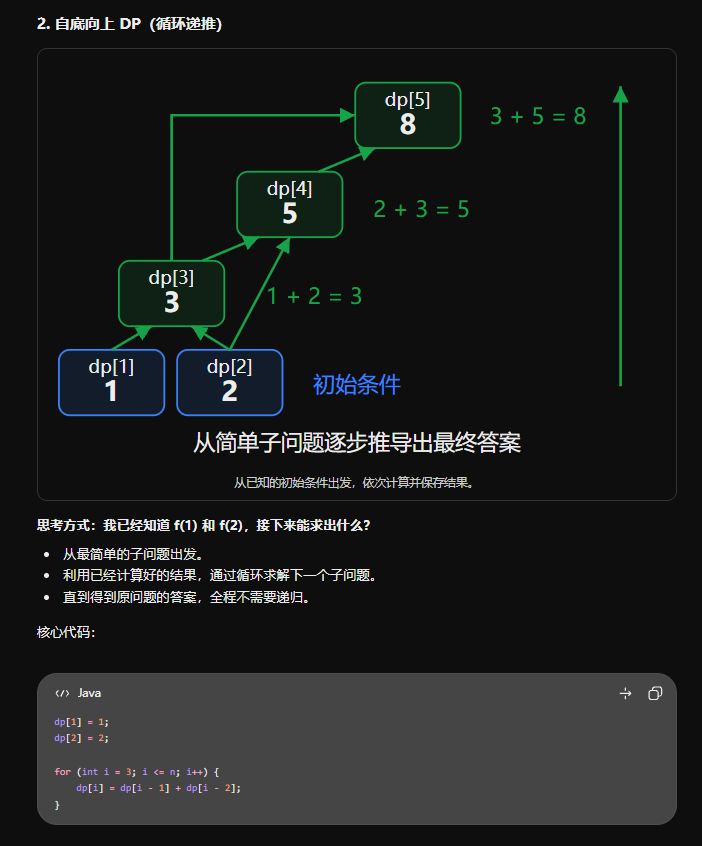 2. 自底向上 DP（循环递推）
dp[5]
8
3 + 5 = 8
dp[4]
5
2 + 3 = 5
dp[3]
3
1 + 2 = 3
dp[1]
1
dp[2]
2
初始条件
从简单子问题逐步推导出最终答案
从已知的初始条件出发，依次计算并保存结果。
思考方式：我已经知道 f(1) 和 f(2)，接下来能求出什么？
• 从最简单的子问题出发。
• 利用已经计算好的结果，通过循环求解下一个子问题。
• 直到得到原问题的答案，全程不需要递归。
核心代码：
</> Java
dp[1] = 1;
dp[2] = 2;
for (int i = 3; i <= n; i++) {
    dp[i] = dp[i - 1] + dp[i - 2];
}